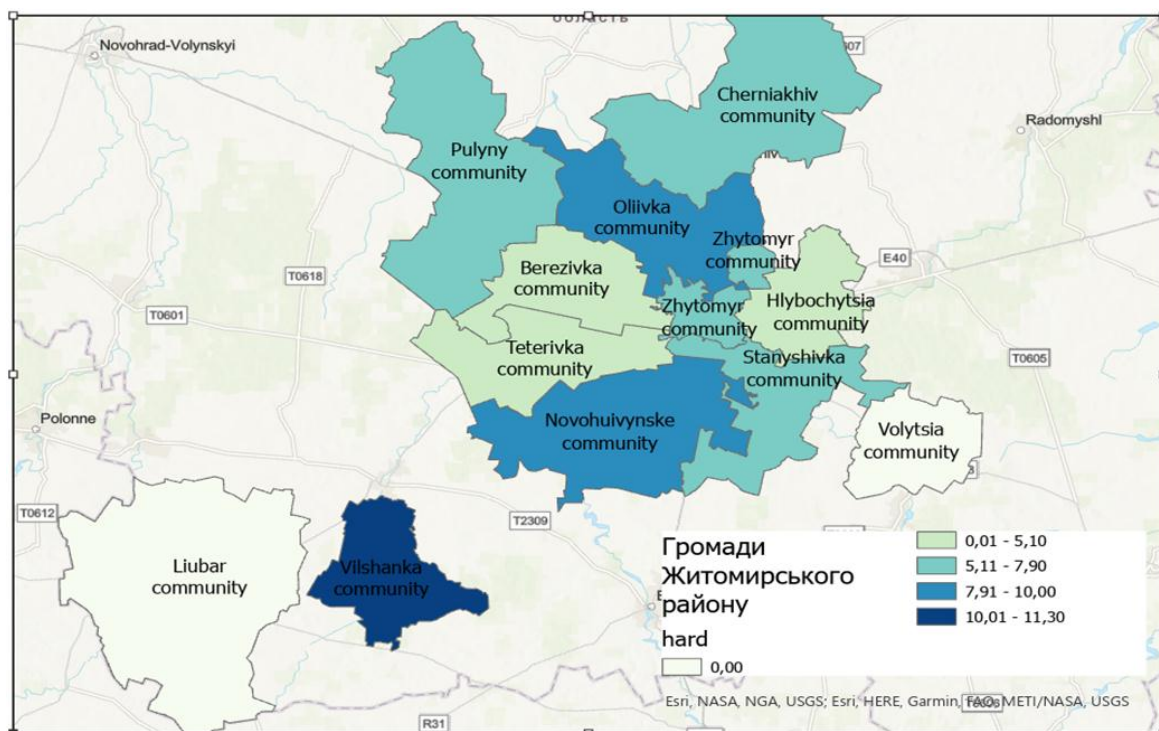 ОБЛАСТЬ
Novohrad-Volynskyi
Cherniakhiv
community
Radomyshl
Pulyny
community
Oliivka
community
Zhytomyr
community
E40
Berezivka
community
T0618
Hlybochytsia
community
Zhytomyr
community
T0601
Teterivka
community
Stanyshivka
community
T0605
Polonne
Novohuivynske
community
Volytsia
community
T0612
T2309
Liubar
community
Vilshanka
community
Громади
Житомирського
району
hard
0,00
0,01 - 5,10
5,11 - 7,90
7,91 - 10,00
10,01 - 11,30
Esri, NASA, NGA, USGS; Esri, HERE, Garmin, FAO, METI/NASA, USGS
R31